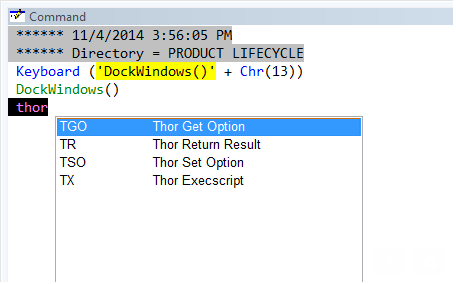 Command
****** 11/4/2014 3:56:05 PM
****** Directory = PRODUCT LIFECYCLE
Keyboard ('DockWindows()' + Chr(13))
DockWindows()
thor
TGO Thor Get Option
TR Thor Return Result
TSO Thor Set Option
TX Thor Execscript